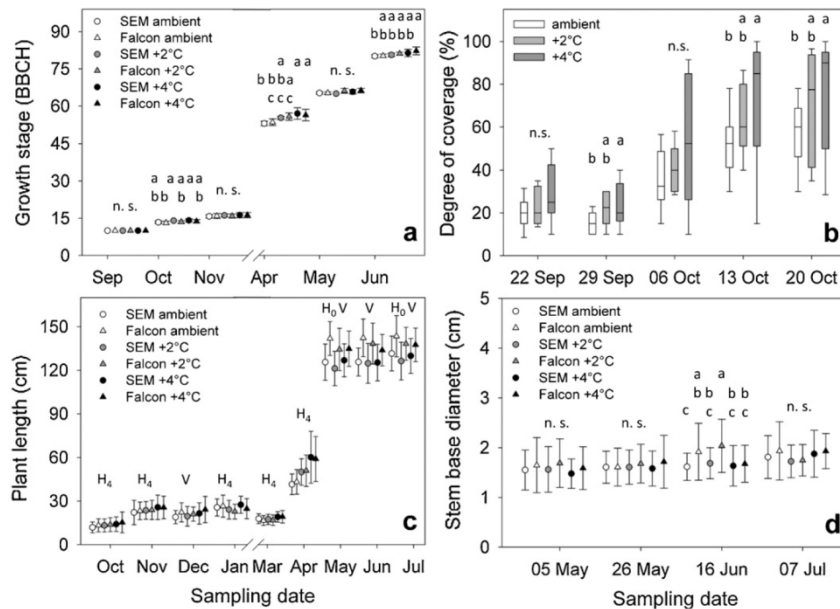 SEM ambient
Falcon ambient
SEM +2°C
Falcon +2°C
SEM +4°C
Falcon +4°C
Growth stage (BBCH)
90
75
60
45
30
15
0
n. s.
a a a a a
b b b b
n. s.
a a a
b b b a
c c c
n. s.
a a a a a
b b b b b
a
Sep Oct Nov Apr May Jun
ambient
+2°C
+4°C
Degree of coverage (%)
100
80
60
40
20
0
n.s.
a a
b b
n.s.
a a
b b
a a
b b
b
22 Sep 29 Sep 06 Oct 13 Oct 20 Oct
SEM ambient
Falcon ambient
SEM +2°C
Falcon +2°C
SEM +4°C
Falcon +4°C
Plant length (cm)
150
120
90
60
30
0
H4 H4 V H4 H4 H4 H0 V V H0 V
c
Oct Nov Dec Jan Mar Apr May Jun Jul
Sampling date
SEM ambient
Falcon ambient
SEM +2°C
Falcon +2°C
SEM +4°C
Falcon +4°C
Stem base diameter (cm)
5
4
3
2
1
0
n. s.
n. s.
a a
b b b b
c c c c
n. s.
d
05 May 26 May 16 Jun 07 Jul
Sampling date